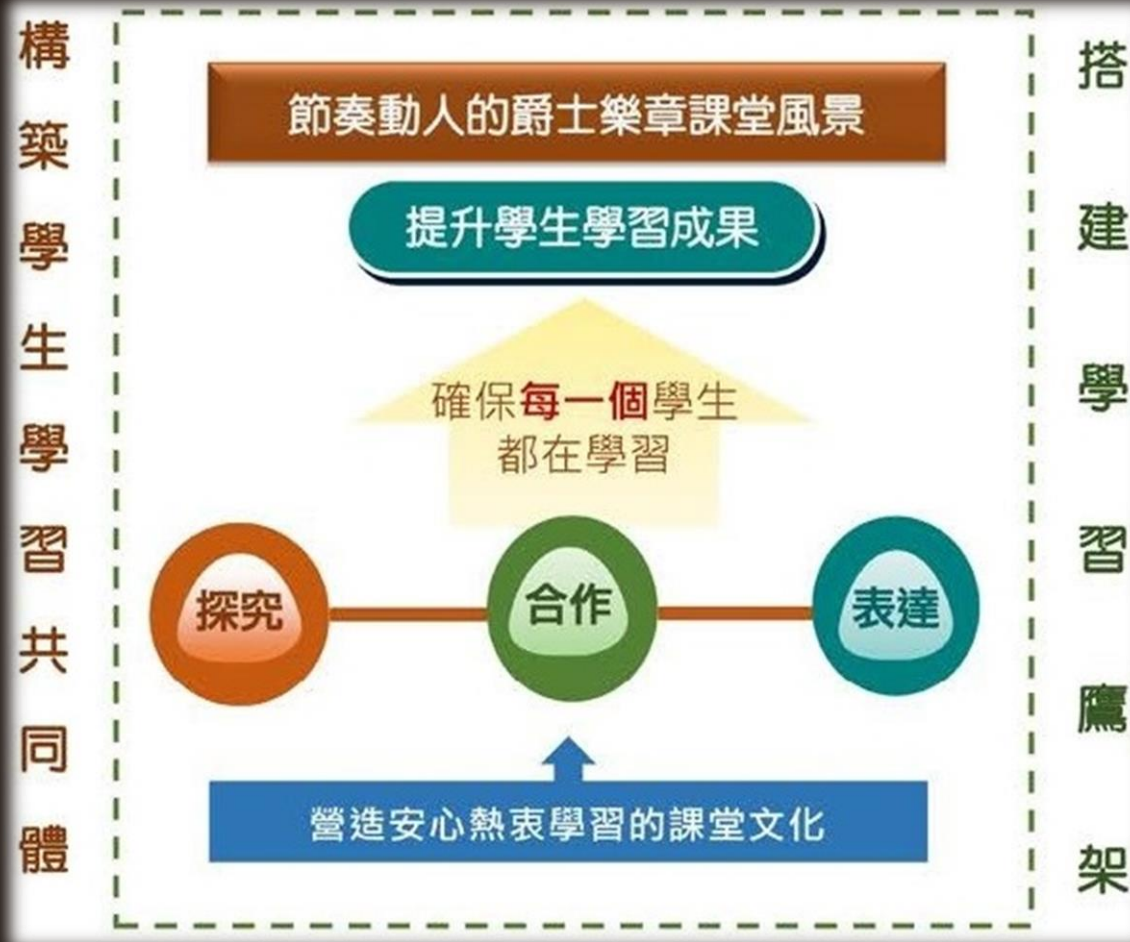 構築學生學習共同體
節奏動人的爵士樂章課堂風景
提升學生學習成果
確保每一個學生
都在學習
探究
合作
表達
營造安心熱衷學習的課堂文化
搭建學習鷹架